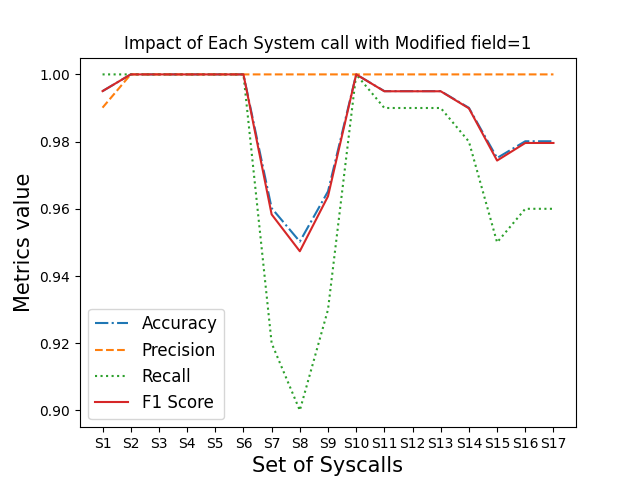 Impact of Each System call with Modified field=1
Metrics value
1.00
0.98
0.96
0.94
0.92
0.90
Accuracy
Precision
Recall
F1 Score
S1 S2 S3 S4 S5 S6 S7 S8 S9 S10 S11 S12 S13 S14 S15 S16 S17
Set of Syscalls